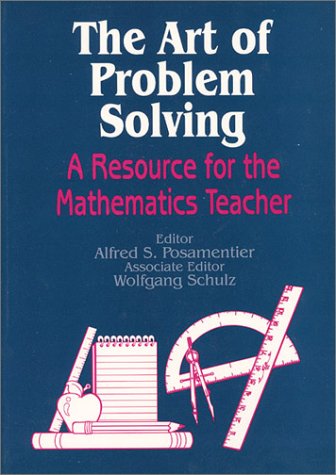 The Art of
Problem
Solving
A Resource for the
Mathematics Teacher
Editor
Alfred S. Posamentier
Associate Editor
Wolfgang Schulz